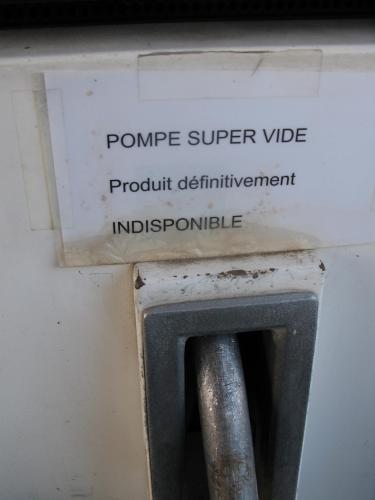 POMPE SUPER VIDE
Produit définitivement
INDISPONIBLE